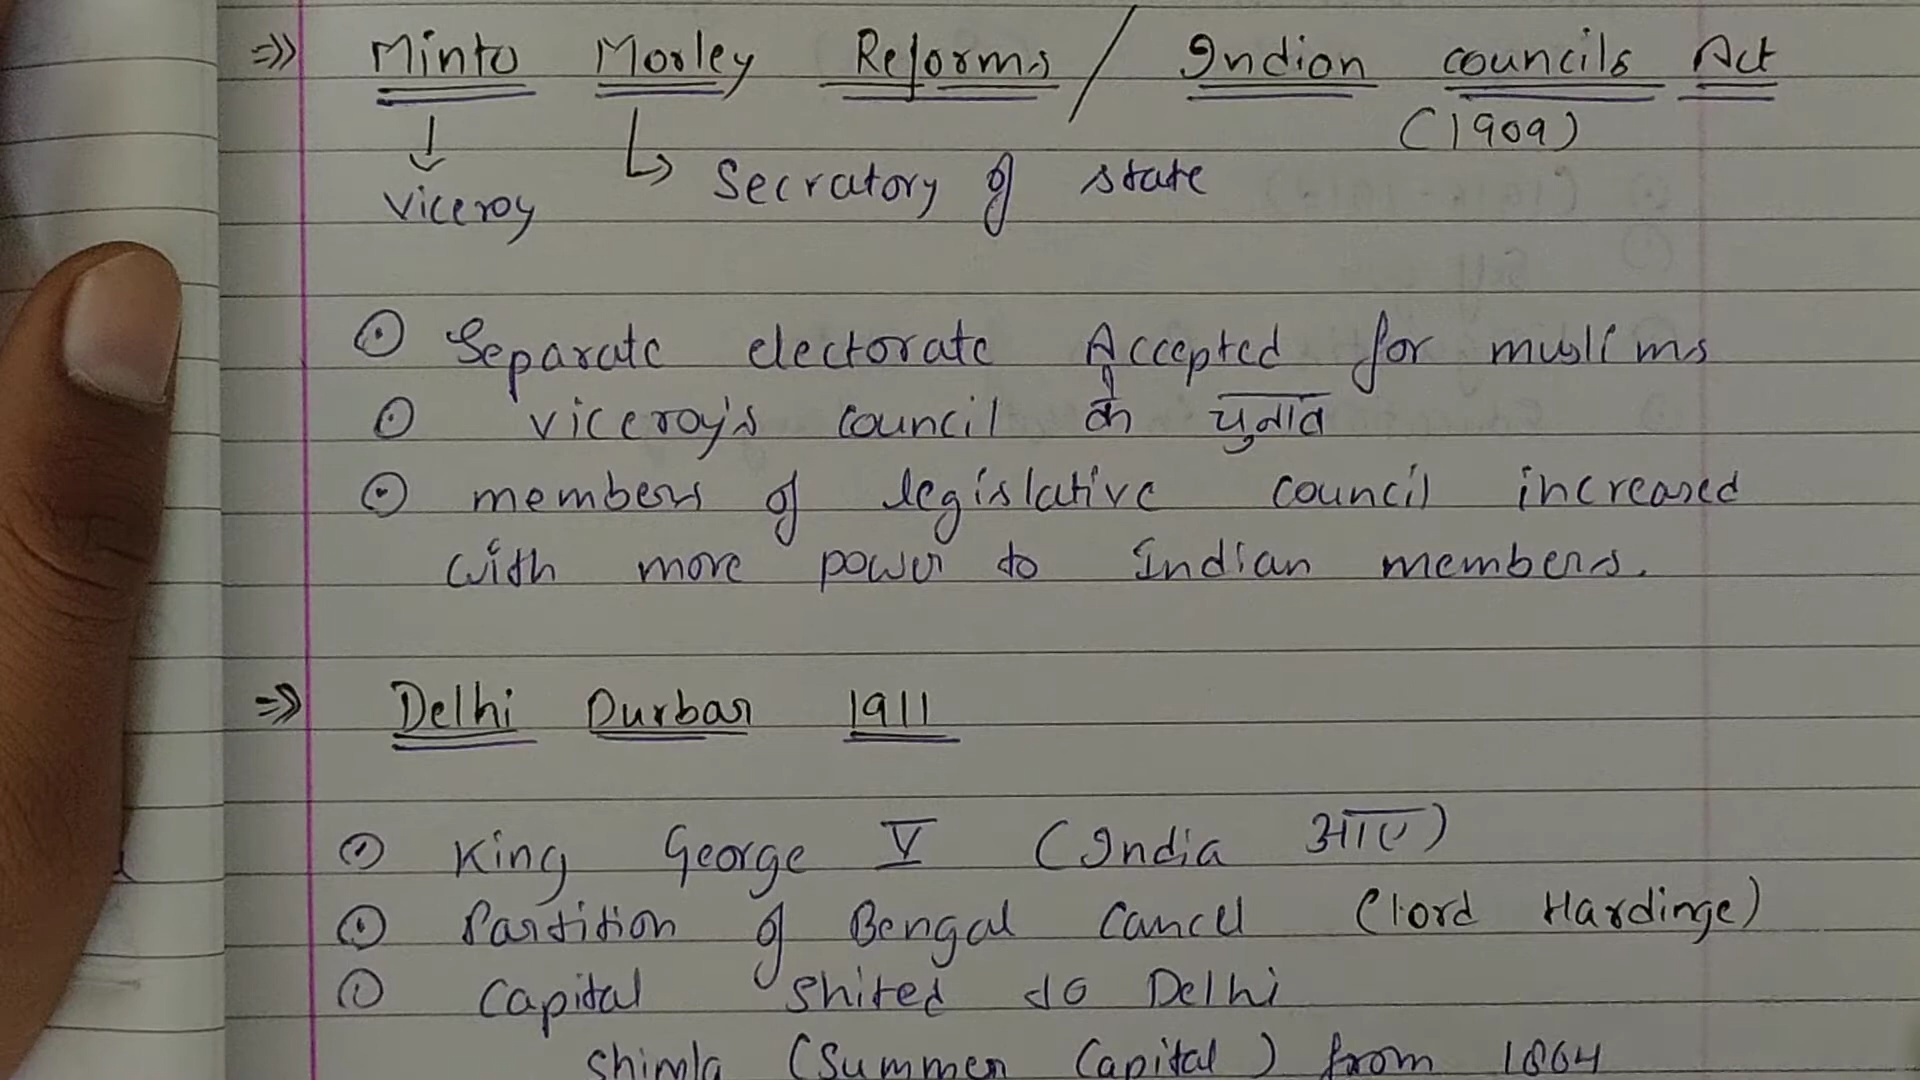 ⇒ Minto Morley Reforms / Indian councils Act
(1909)
↓ viceroy ↳ Secratory of state
⊙ Separate electorate Accepted for muslims
⊙ viceroy's council के चुनाव
⊙ members of legislative council increased
with more power to Indian members.
⇒ Delhi Durbar 1911
⊙ King George V (India आए)
⊙ Partition of Bengal cancel (lord Hardinge)
⊙ Capital shited to Delhi
Shimla (Summer Capital) from 1864